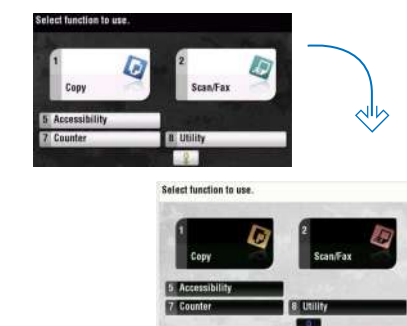 Select function to use.
1 2
Copy Scan/Fax
5 Accessibility
7 Counter 8 Utility
Select function to use.
1 2
Copy Scan/Fax
5 Accessibility
7 Counter 8 Utility